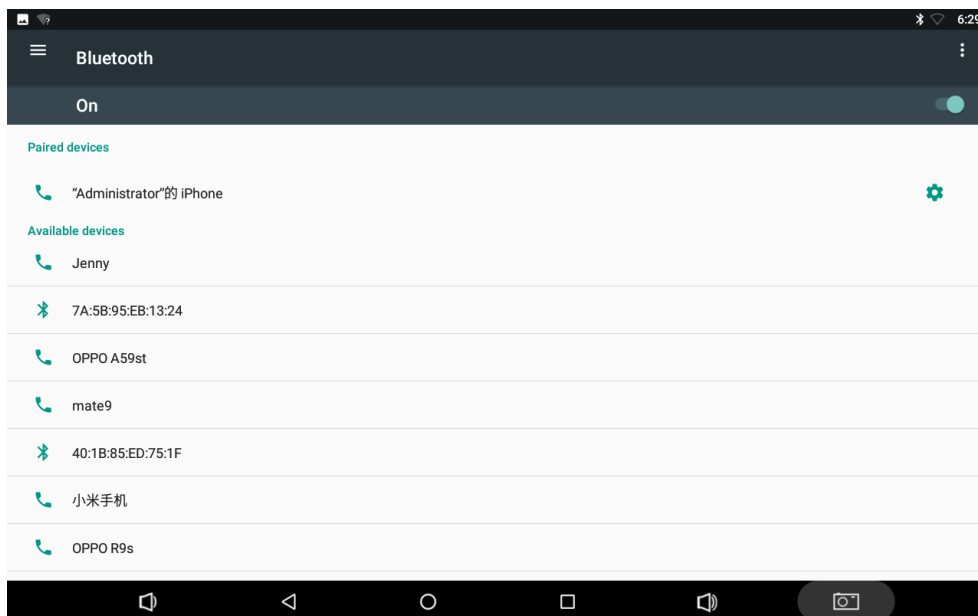 6:29
Bluetooth
On
Paired devices
“Administrator”的 iPhone
Available devices
Jenny
7A:5B:95:EB:13:24
OPPO A59st
mate9
40:1B:85:ED:75:1F
小米手机
OPPO R9s